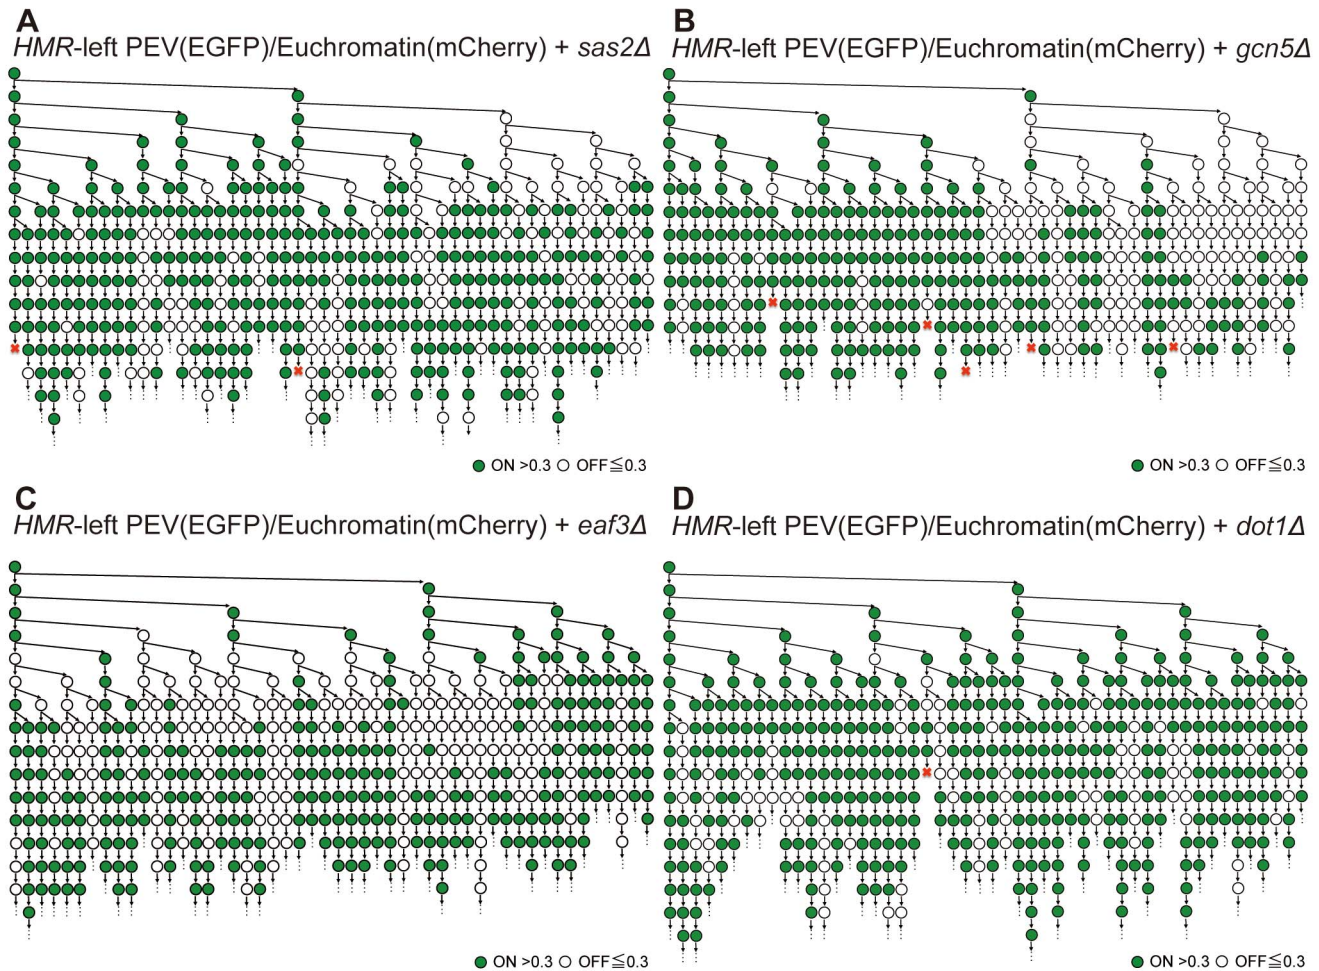 A
HMR-left PEV(EGFP)/Euchromatin(mCherry) + sas2Δ
ON >0.3 OFF≦0.3
B
HMR-left PEV(EGFP)/Euchromatin(mCherry) + gcn5Δ
ON >0.3 OFF≦0.3
C
HMR-left PEV(EGFP)/Euchromatin(mCherry) + eaf3Δ
ON >0.3 OFF≦0.3
D
HMR-left PEV(EGFP)/Euchromatin(mCherry) + dot1Δ
ON >0.3 OFF≦0.3